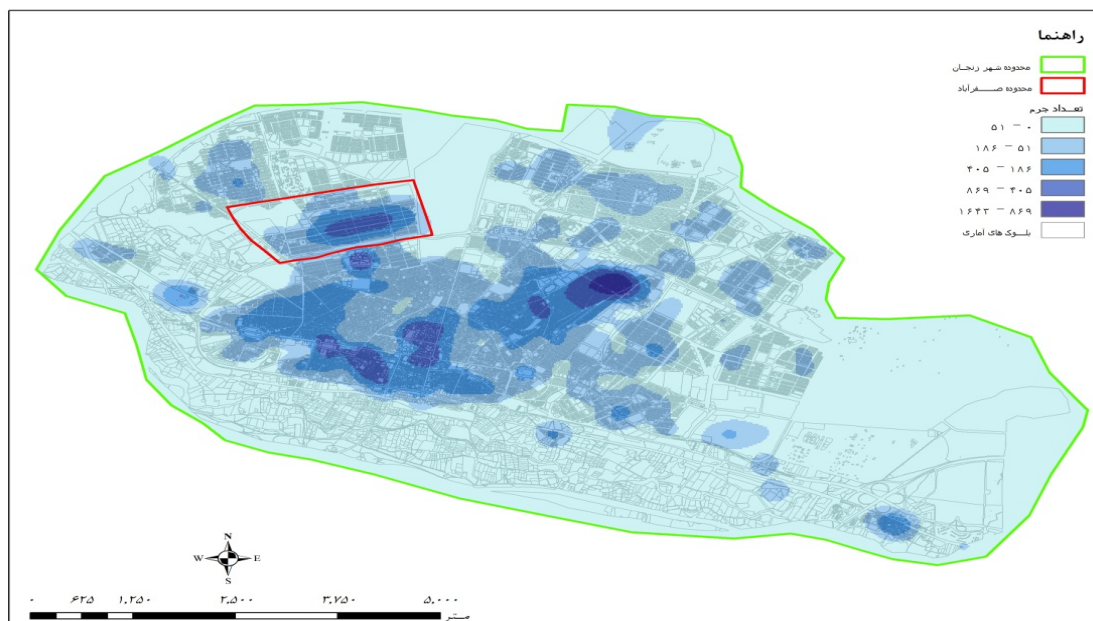 راهنما
محدوده شهر زنجان
محدوده صفرآباد
تعداد جرم
۰ - ۵۱
۵۱ - ۱۸۶
۱۸۶ - ۴۰۵
۴۰۵ - ۸۶۹
۸۶۹ - ۱۶۴۳
بلوک های اماری
N
W E
S
۰ ۶۲۵ ۱.۲۵۰ ۲.۵۰۰ ۳.۷۵۰ ۵.۰۰۰
متر